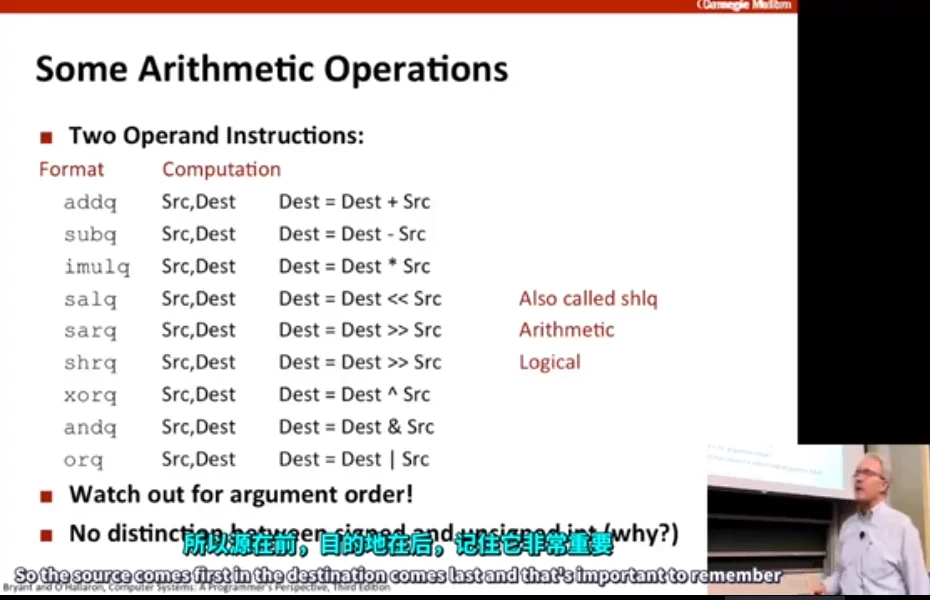 Carnegie Mellon
Some Arithmetic Operations
■ Two Operand Instructions:
Format Computation
addq Src,Dest Dest = Dest + Src
subq Src,Dest Dest = Dest - Src
imulq Src,Dest Dest = Dest * Src
salq Src,Dest Dest = Dest << Src Also called shlq
sarq Src,Dest Dest = Dest >> Src Arithmetic
shrq Src,Dest Dest = Dest >> Src Logical
xorq Src,Dest Dest = Dest ^ Src
andq Src,Dest Dest = Dest & Src
orq Src,Dest Dest = Dest | Src
■ Watch out for argument order!
■ No distinction between signed and unsigned int (why?)
所以源在前，目的地在后，记住它非常重要
So the source comes first in the destination comes last and that's important to remember
Bryant and O'Hallaron, Computer Systems: A Programmer's Perspective, Third Edition